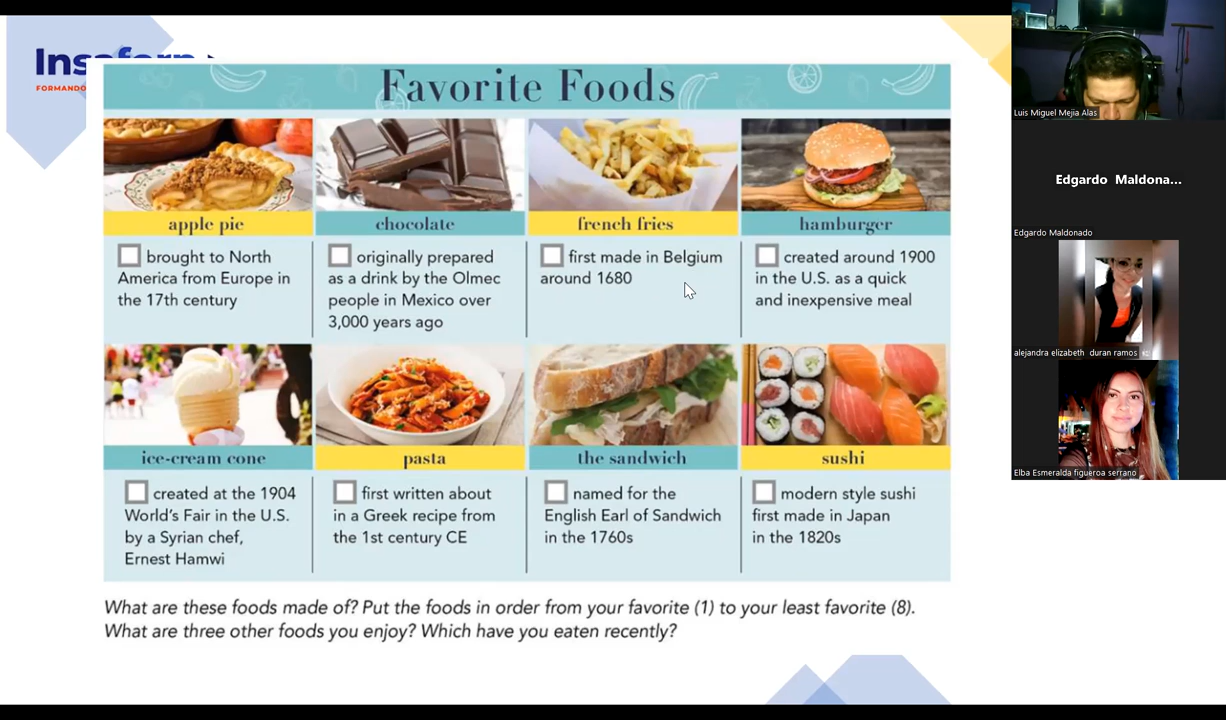 Insaforp
FORMANDO
Favorite Foods
apple pie
brought to North
America from Europe in
the 17th century
chocolate
originally prepared
as a drink by the Olmec
people in Mexico over
3,000 years ago
french fries
first made in Belgium
around 1680
hamburger
created around 1900
in the U.S. as a quick
and inexpensive meal
ice-cream cone
created at the 1904
World's Fair in the U.S.
by a Syrian chef,
Ernest Hamwi
pasta
first written about
in a Greek recipe from
the 1st century CE
the sandwich
named for the
English Earl of Sandwich
in the 1760s
sushi
modern style sushi
first made in Japan
in the 1820s
What are these foods made of? Put the foods in order from your favorite (1) to your least favorite (8).
What are three other foods you enjoy? Which have you eaten recently?
Luis Miguel Mejia Alas
Edgardo Maldona...
Edgardo Maldonado
alejandra elizabeth duran ramos
Elba Esmeralda figueroa serrano